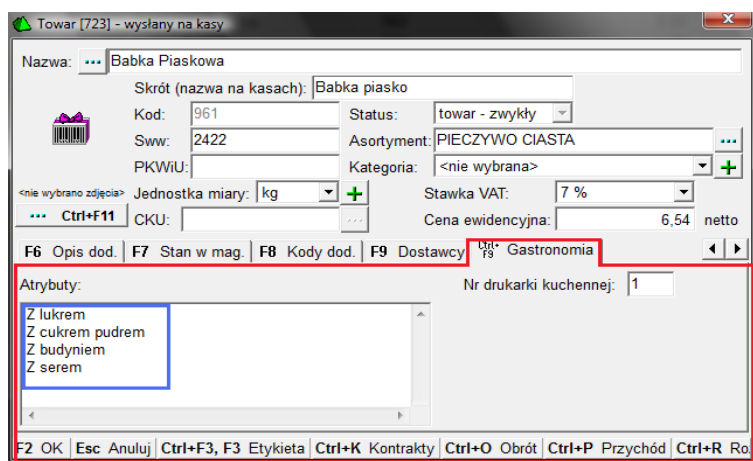 Towar [723] - wysłany na kasy
Nazwa: ... Babka Piaskowa
Skrót (nazwa na kasach): Babka piasko
Kod: 961 Status: towar - zwykły
Sww: 2422 Asortyment: PIECZYWO CIASTA ...
PKWiU: Kategoria: <nie wybrana>
<nie wybrano zdjęcia> Jednostka miary: kg Stawka VAT: 7 %
... Ctrl+F11 CKU: ... Cena ewidencyjna: 6,54 netto
F6 Opis dod. F7 Stan w mag. F8 Kody dod. F9 Dostawcy Ctrl+F9 Gastronomia
Atrybuty: Nr drukarki kuchennej: 1
Z lukrem
Z cukrem pudrem
Z budyniem
Z serem
F2 OK Esc Anuluj Ctrl+F3, F3 Etykieta Ctrl+K Kontrakty Ctrl+O Obrót Ctrl+P Przychód Ctrl+R Ro